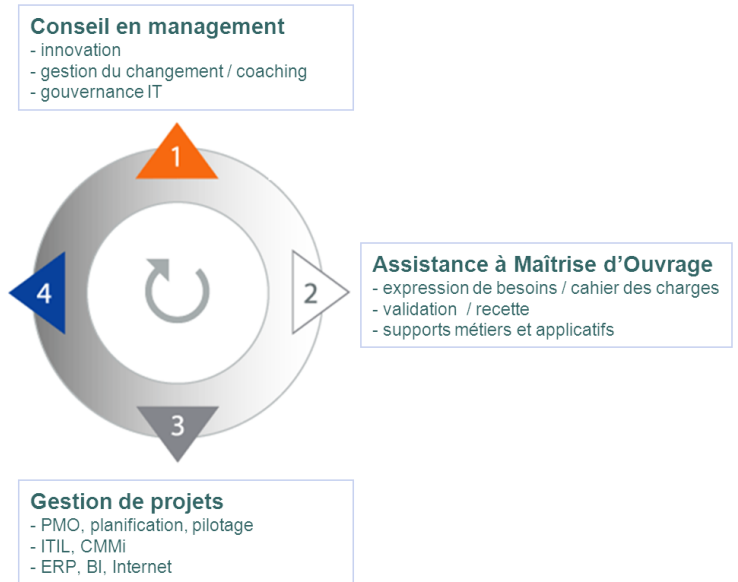 Conseil en management
- innovation
- gestion du changement / coaching
- gouvernance IT
1
4
2
Assistance à Maîtrise d’Ouvrage
- expression de besoins / cahier des charges
- validation / recette
- supports métiers et applicatifs
3
Gestion de projets
- PMO, planification, pilotage
- ITIL, CMMi
- ERP, BI, Internet